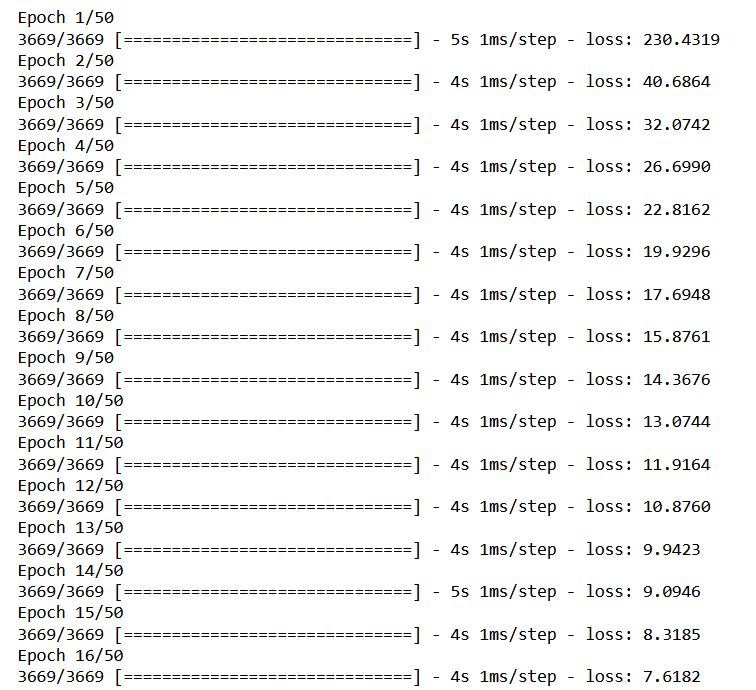 Epoch 1/50
3669/3669 [==============================] - 5s 1ms/step - loss: 230.4319
Epoch 2/50
3669/3669 [==============================] - 4s 1ms/step - loss: 40.6864
Epoch 3/50
3669/3669 [==============================] - 4s 1ms/step - loss: 32.0742
Epoch 4/50
3669/3669 [==============================] - 4s 1ms/step - loss: 26.6990
Epoch 5/50
3669/3669 [==============================] - 4s 1ms/step - loss: 22.8162
Epoch 6/50
3669/3669 [==============================] - 4s 1ms/step - loss: 19.9296
Epoch 7/50
3669/3669 [==============================] - 4s 1ms/step - loss: 17.6948
Epoch 8/50
3669/3669 [==============================] - 4s 1ms/step - loss: 15.8761
Epoch 9/50
3669/3669 [==============================] - 4s 1ms/step - loss: 14.3676
Epoch 10/50
3669/3669 [==============================] - 4s 1ms/step - loss: 13.0744
Epoch 11/50
3669/3669 [==============================] - 4s 1ms/step - loss: 11.9164
Epoch 12/50
3669/3669 [==============================] - 4s 1ms/step - loss: 10.8760
Epoch 13/50
3669/3669 [==============================] - 4s 1ms/step - loss: 9.9423
Epoch 14/50
3669/3669 [==============================] - 5s 1ms/step - loss: 9.0946
Epoch 15/50
3669/3669 [==============================] - 4s 1ms/step - loss: 8.3185
Epoch 16/50
3669/3669 [==============================] - 4s 1ms/step - loss: 7.6182